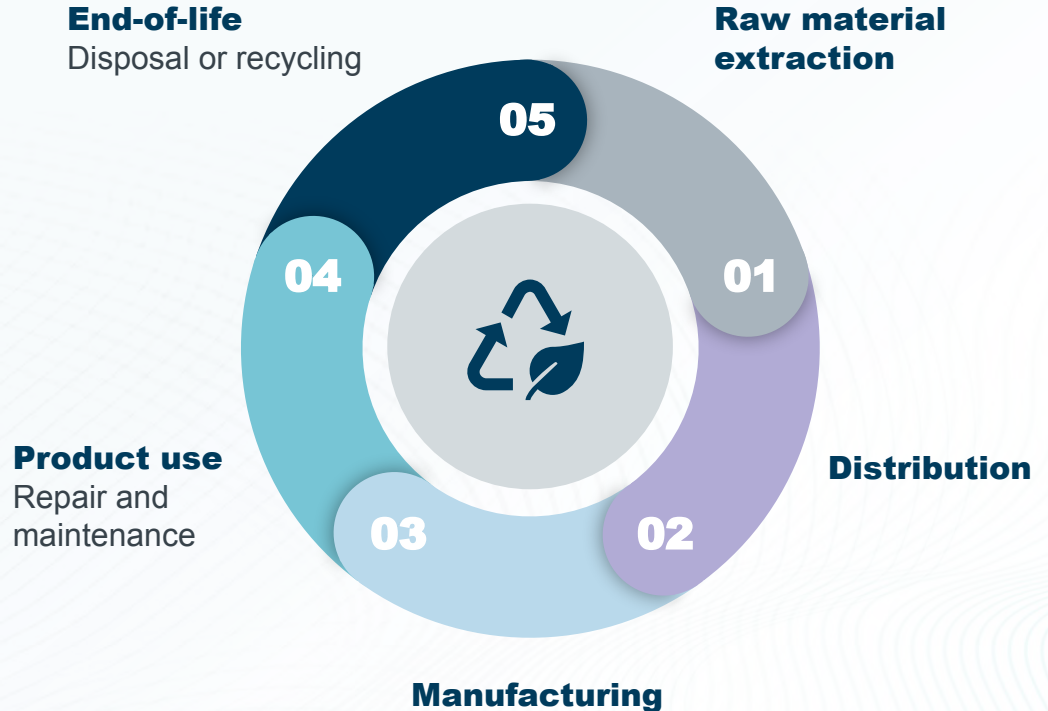 End-of-life
Disposal or recycling
Raw material
extraction
05
04
01
Product use
Repair and
maintenance
Distribution
03
02
Manufacturing